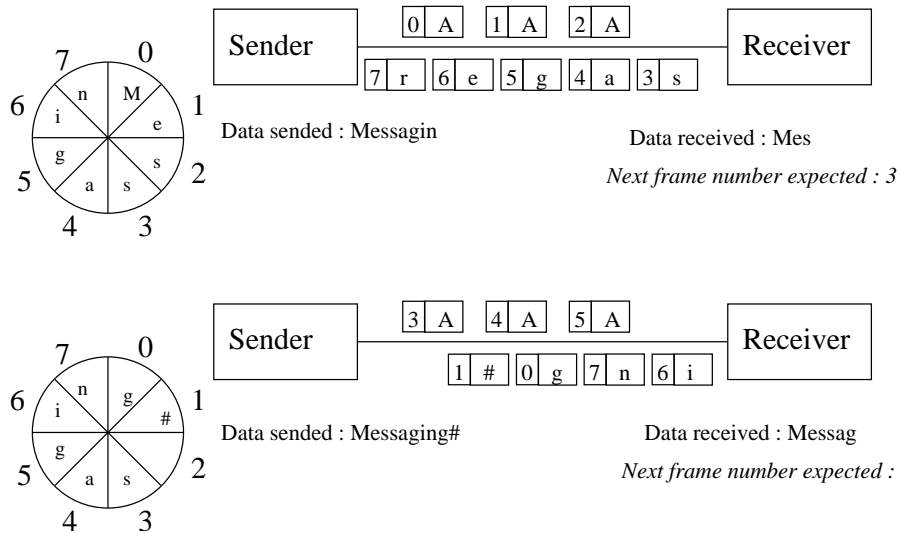 0 A 1 A 2 A
Sender Receiver
7 r 6 e 5 g 4 a 3 s
7 0
6 n M 1
i e
g s
5 a s 2
4 3
Data sended : Messagin
Data received : Mes
Next frame number expected : 3
3 A 4 A 5 A
Sender Receiver
1 # 0 g 7 n 6 i
7 0
6 n g 1
i #
g
5 a s 2
4 3
Data sended : Messaging#
Data received : Messag
Next frame number expected :